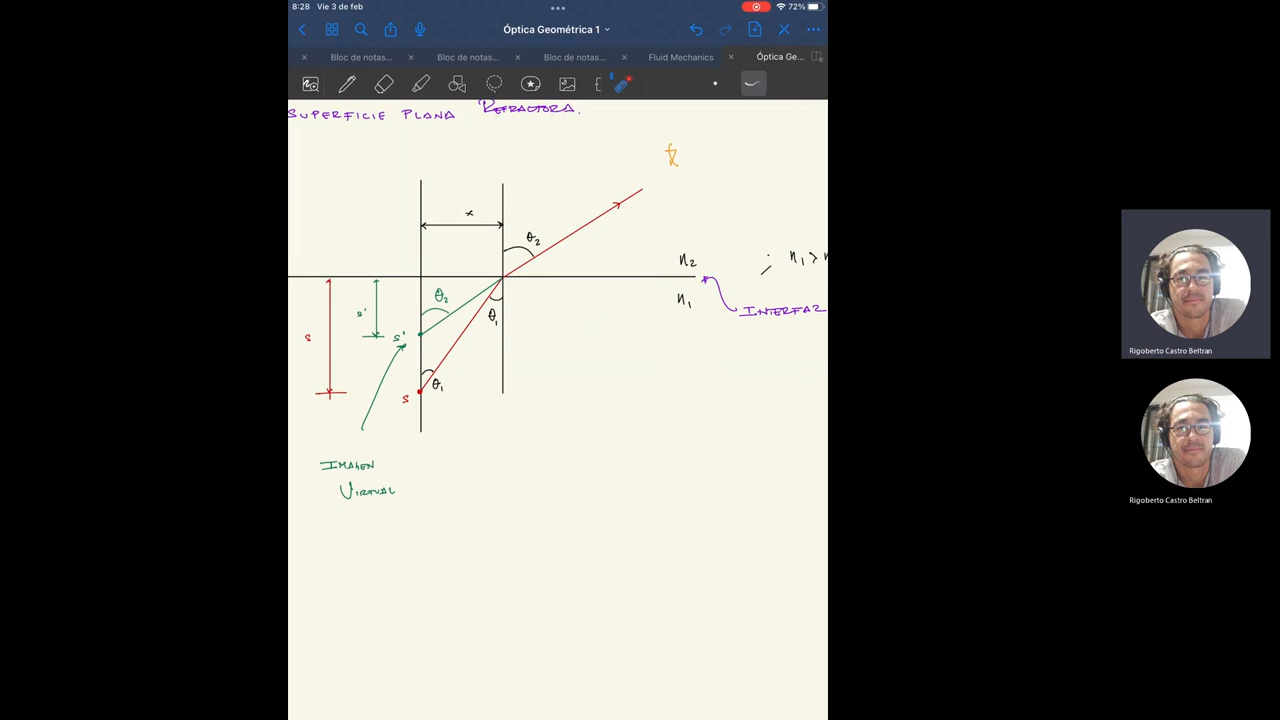 8:28 Vie 3 de feb
72%
Óptica Geométrica 1
Bloc de notas...
Bloc de notas...
Bloc de notas...
Fluid Mechanics
Óptica Ge...
SUPERFICIE PLANA REFRACTORA.
x
θ₂
n₂
; n₁ > n
n₁
INTERFAZ
s'
θ₂
θ₁
s
s'
θ₁
s
IMAGEN
VIRTUAL
Rigoberto Castro Beltran
Rigoberto Castro Beltran